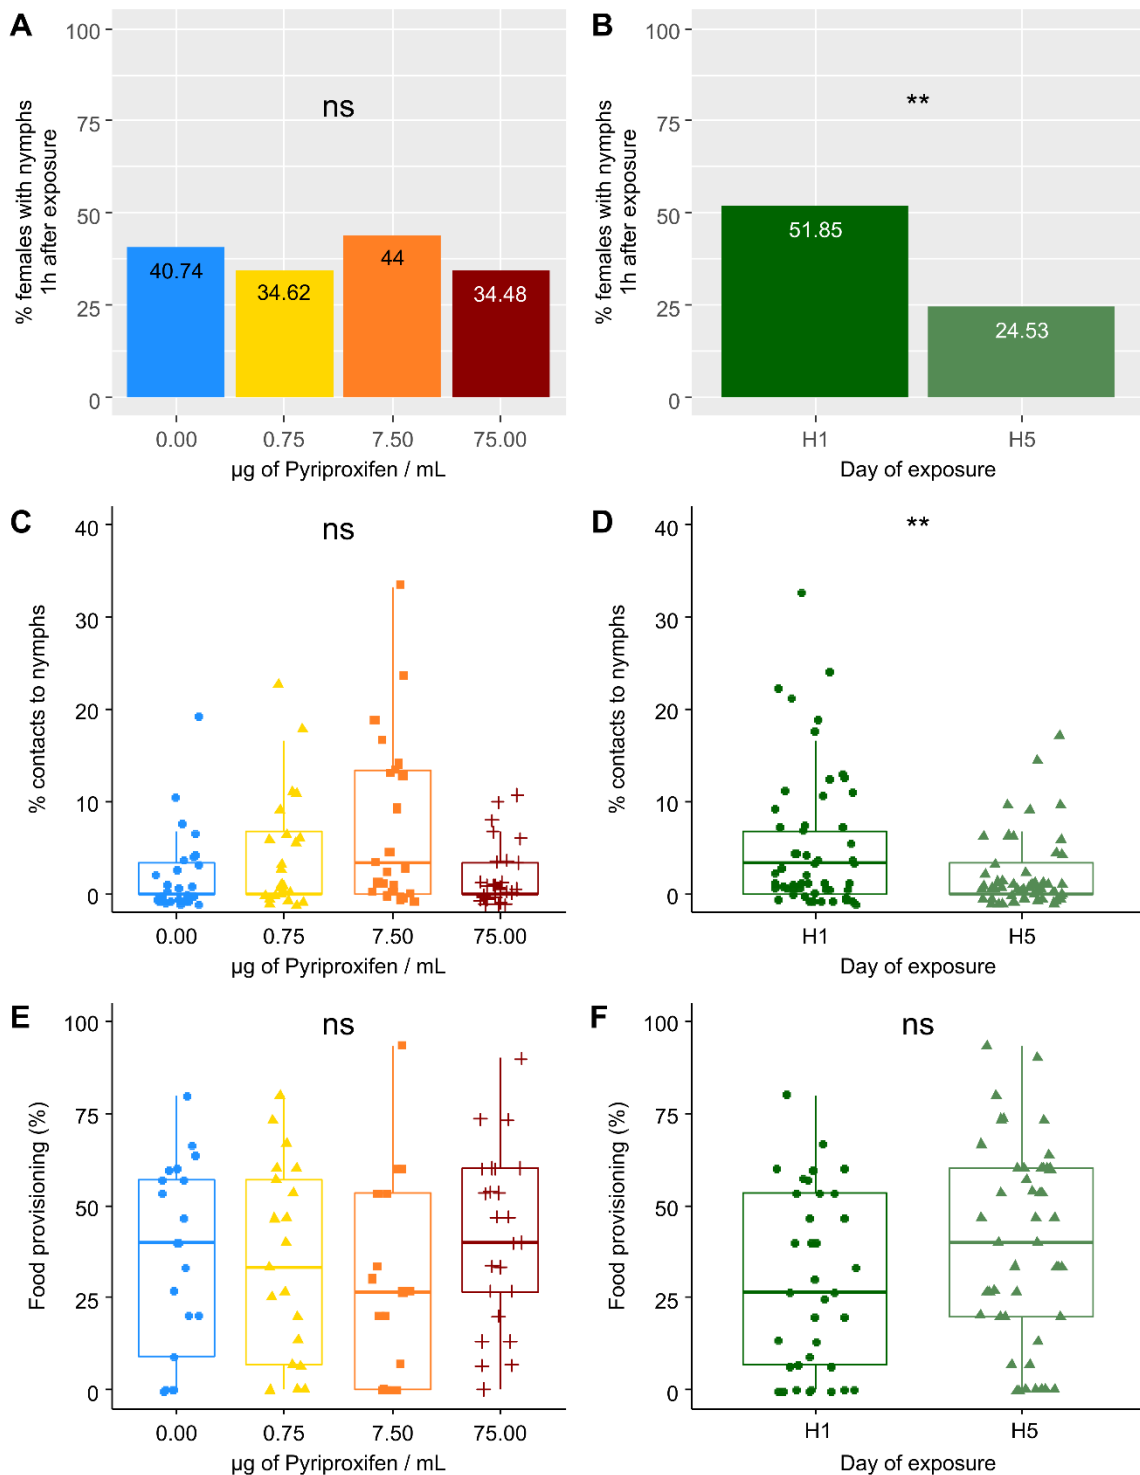 A
% females with nymphs
1h after exposure
100
75
50
25
0
ns
40.74
34.62
44
34.48
0.00
0.75
7.50
75.00
µg of Pyriproxifen / mL
B
% females with nymphs
1h after exposure
100
75
50
25
0
**
51.85
24.53
H1
H5
Day of exposure
C
% contacts to nymphs
40
30
20
10
0
ns
0.00
0.75
7.50
75.00
µg of Pyriproxifen / mL
D
% contacts to nymphs
40
30
20
10
0
**
H1
H5
Day of exposure
E
Food provisioning (%)
100
75
50
25
0
ns
0.00
0.75
7.50
75.00
µg of Pyriproxifen / mL
F
Food provisioning (%)
100
75
50
25
0
ns
H1
H5
Day of exposure